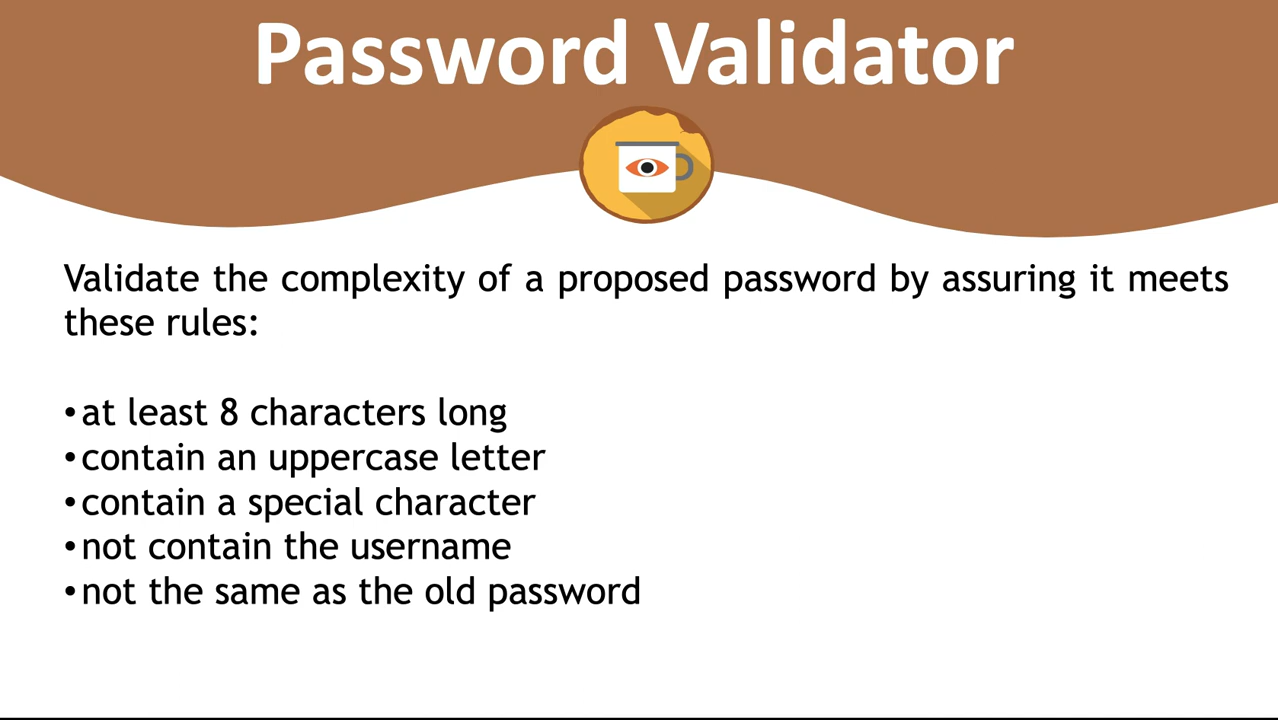 Password Validator
Validate the complexity of a proposed password by assuring it meets
these rules:
•at least 8 characters long
•contain an uppercase letter
•contain a special character
•not contain the username
•not the same as the old password